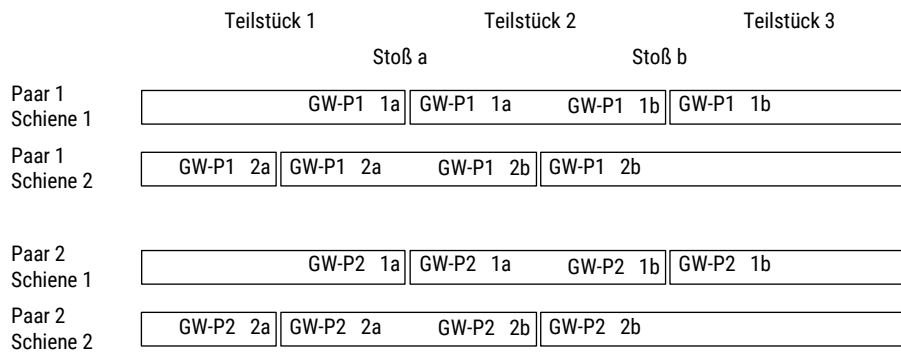 Teilstück 1 Teilstück 2 Teilstück 3
Stoß a Stoß b
Paar 1
Schiene 1
GW-P1 1a GW-P1 1a GW-P1 1b GW-P1 1b
Paar 1
Schiene 2
GW-P1 2a GW-P1 2a GW-P1 2b GW-P1 2b
Paar 2
Schiene 1
GW-P2 1a GW-P2 1a GW-P2 1b GW-P2 1b
Paar 2
Schiene 2
GW-P2 2a GW-P2 2a GW-P2 2b GW-P2 2b